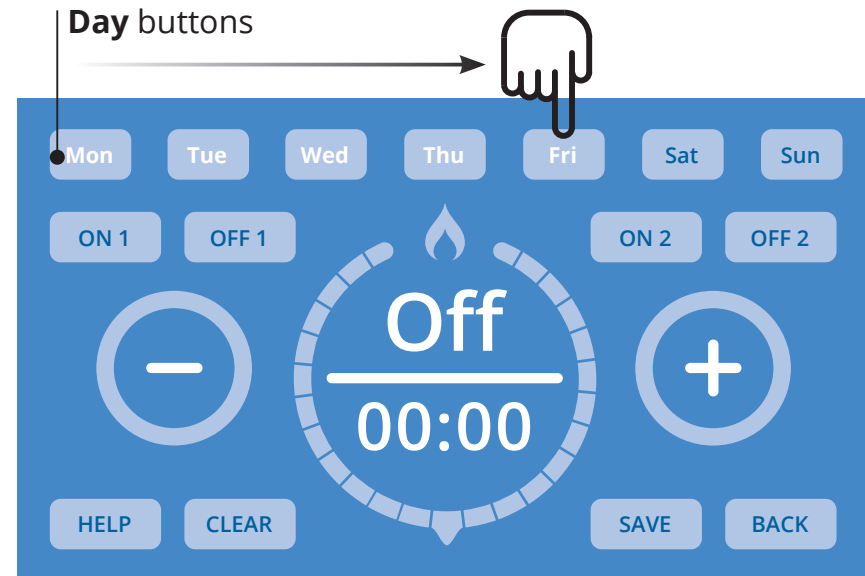 Day buttons
Mon Tue Wed Thu Fri Sat Sun
ON 1 OFF 1 ON 2 OFF 2
Off
00:00
HELP CLEAR SAVE BACK